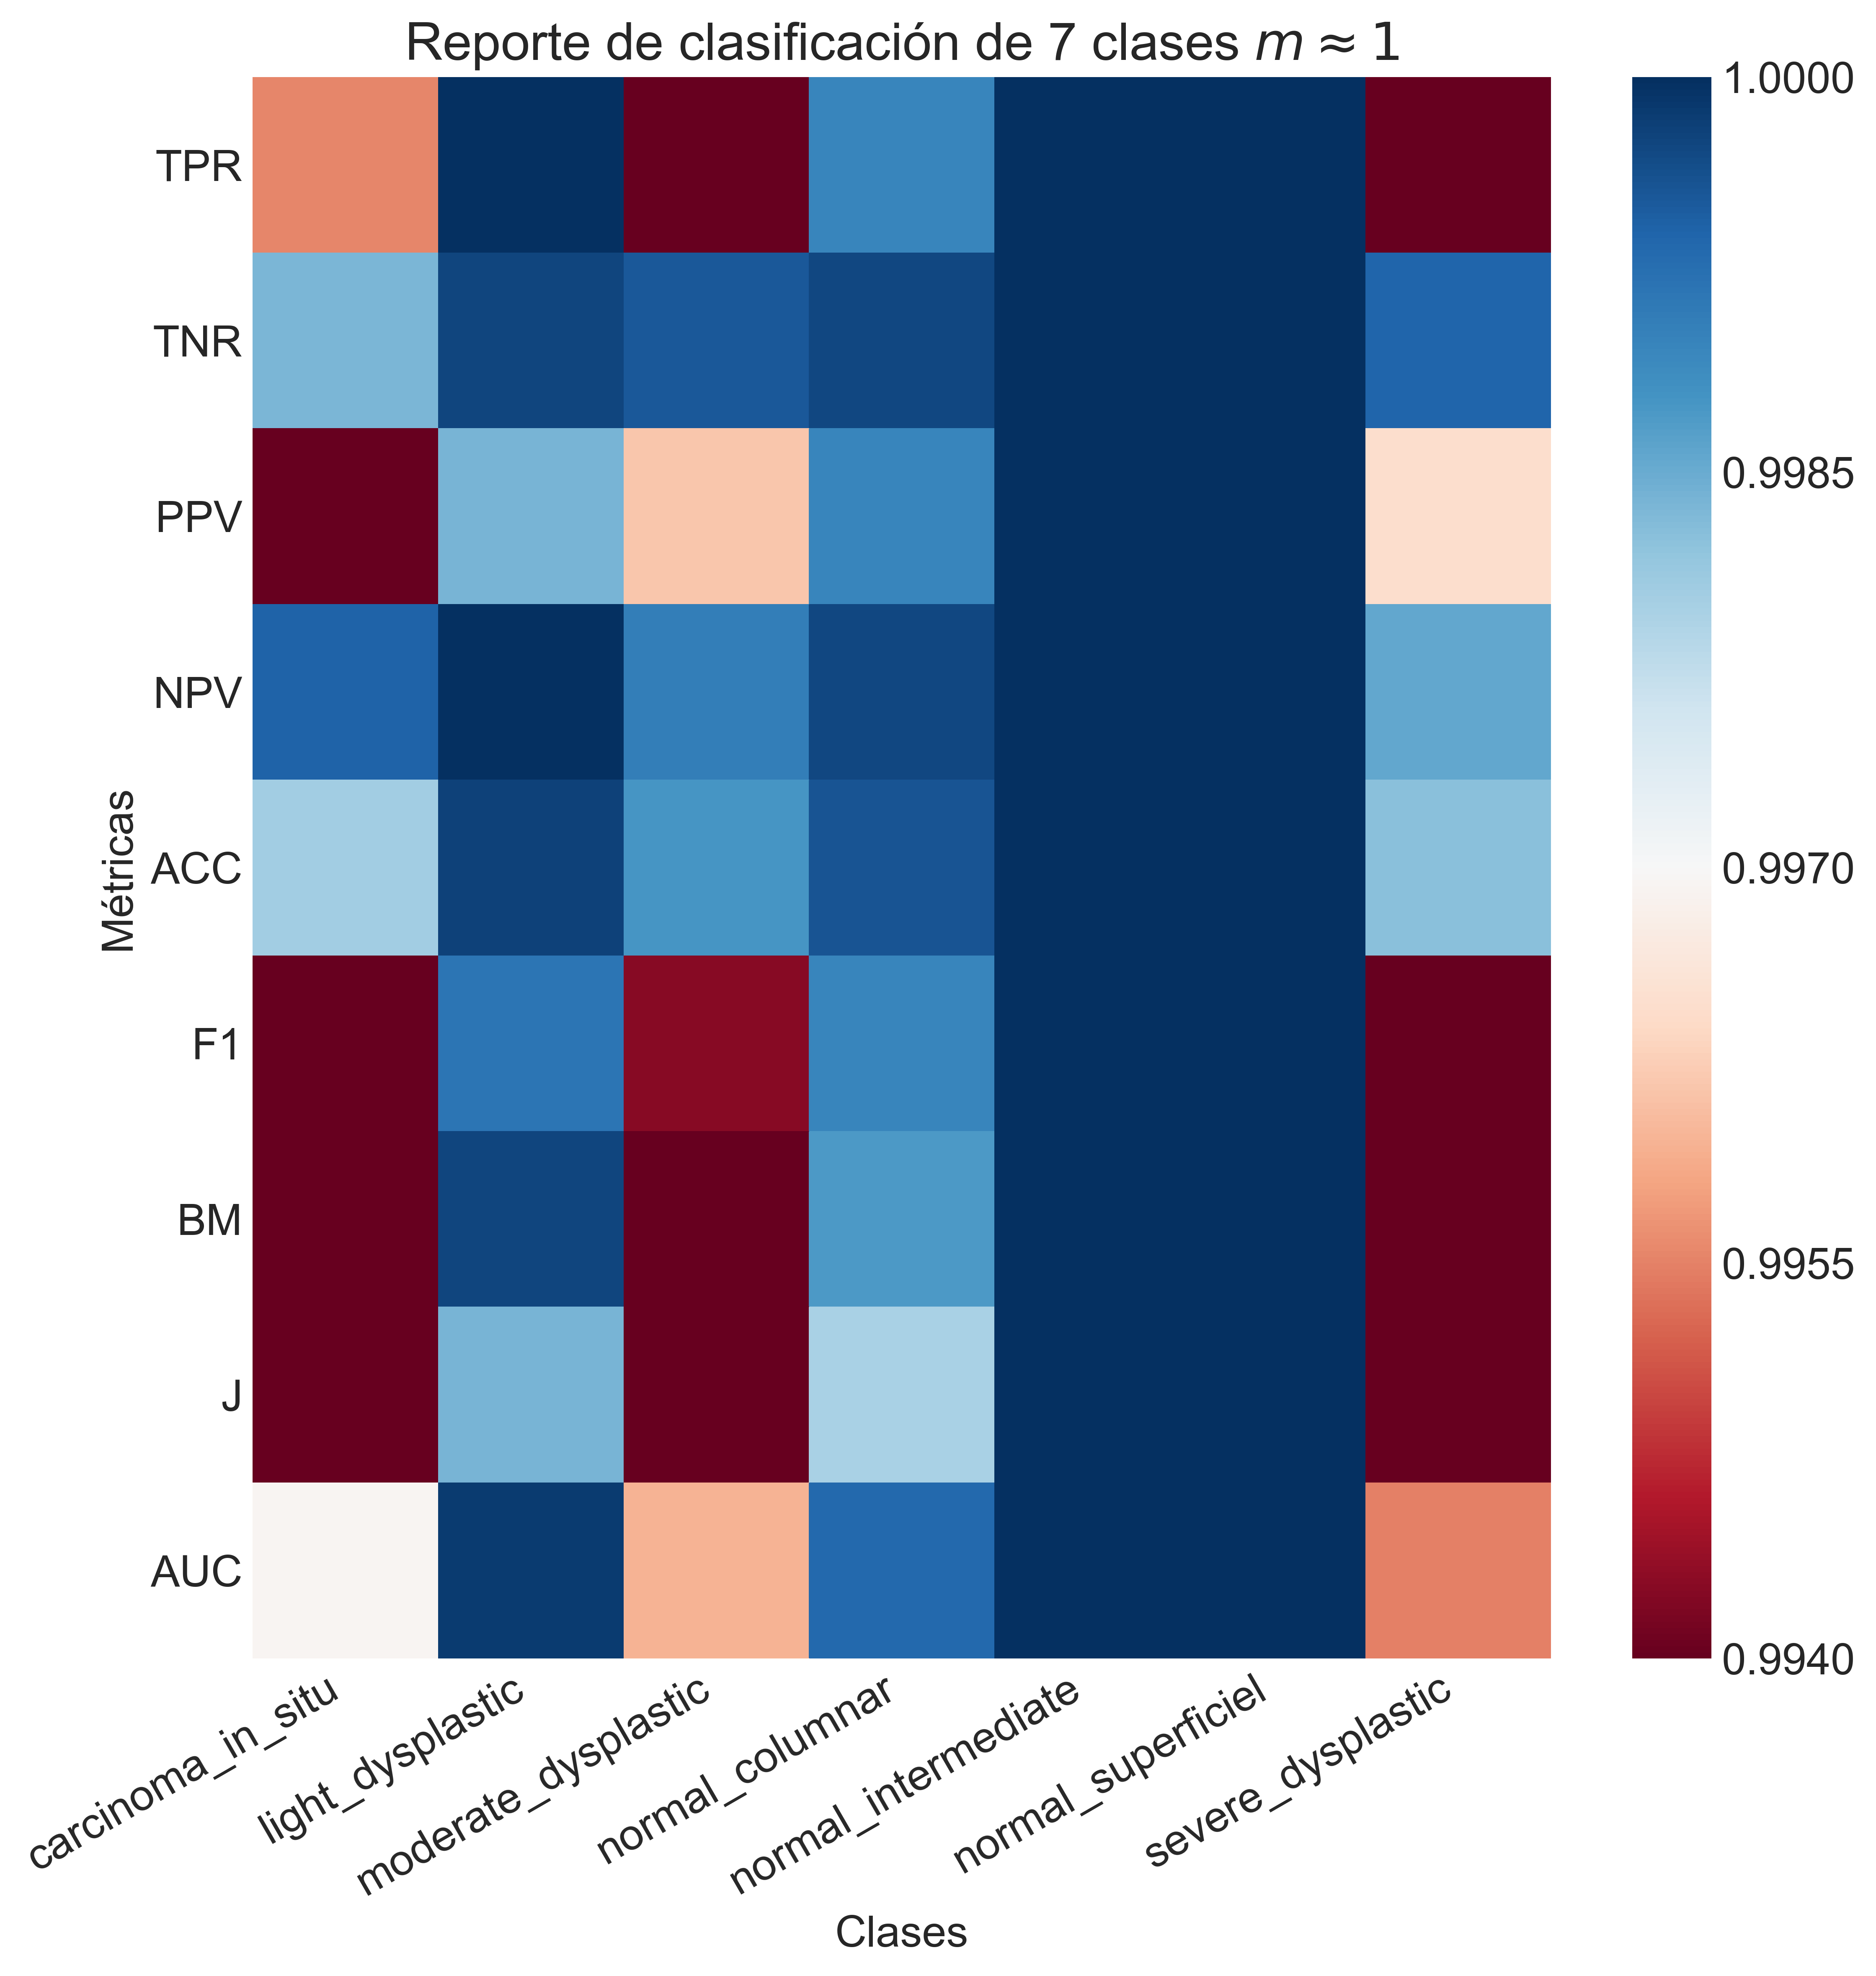 Reporte de clasificación de 7 clases m ≈ 1
TPR
TNR
PPV
NPV
ACC
F1
BM
J
AUC
Métricas
carcinoma_in_situ
light_dysplastic
moderate_dysplastic
normal_columnar
normal_intermediate
normal_superficiel
severe_dysplastic
Clases
1.0000
0.9985
0.9970
0.9955
0.9940